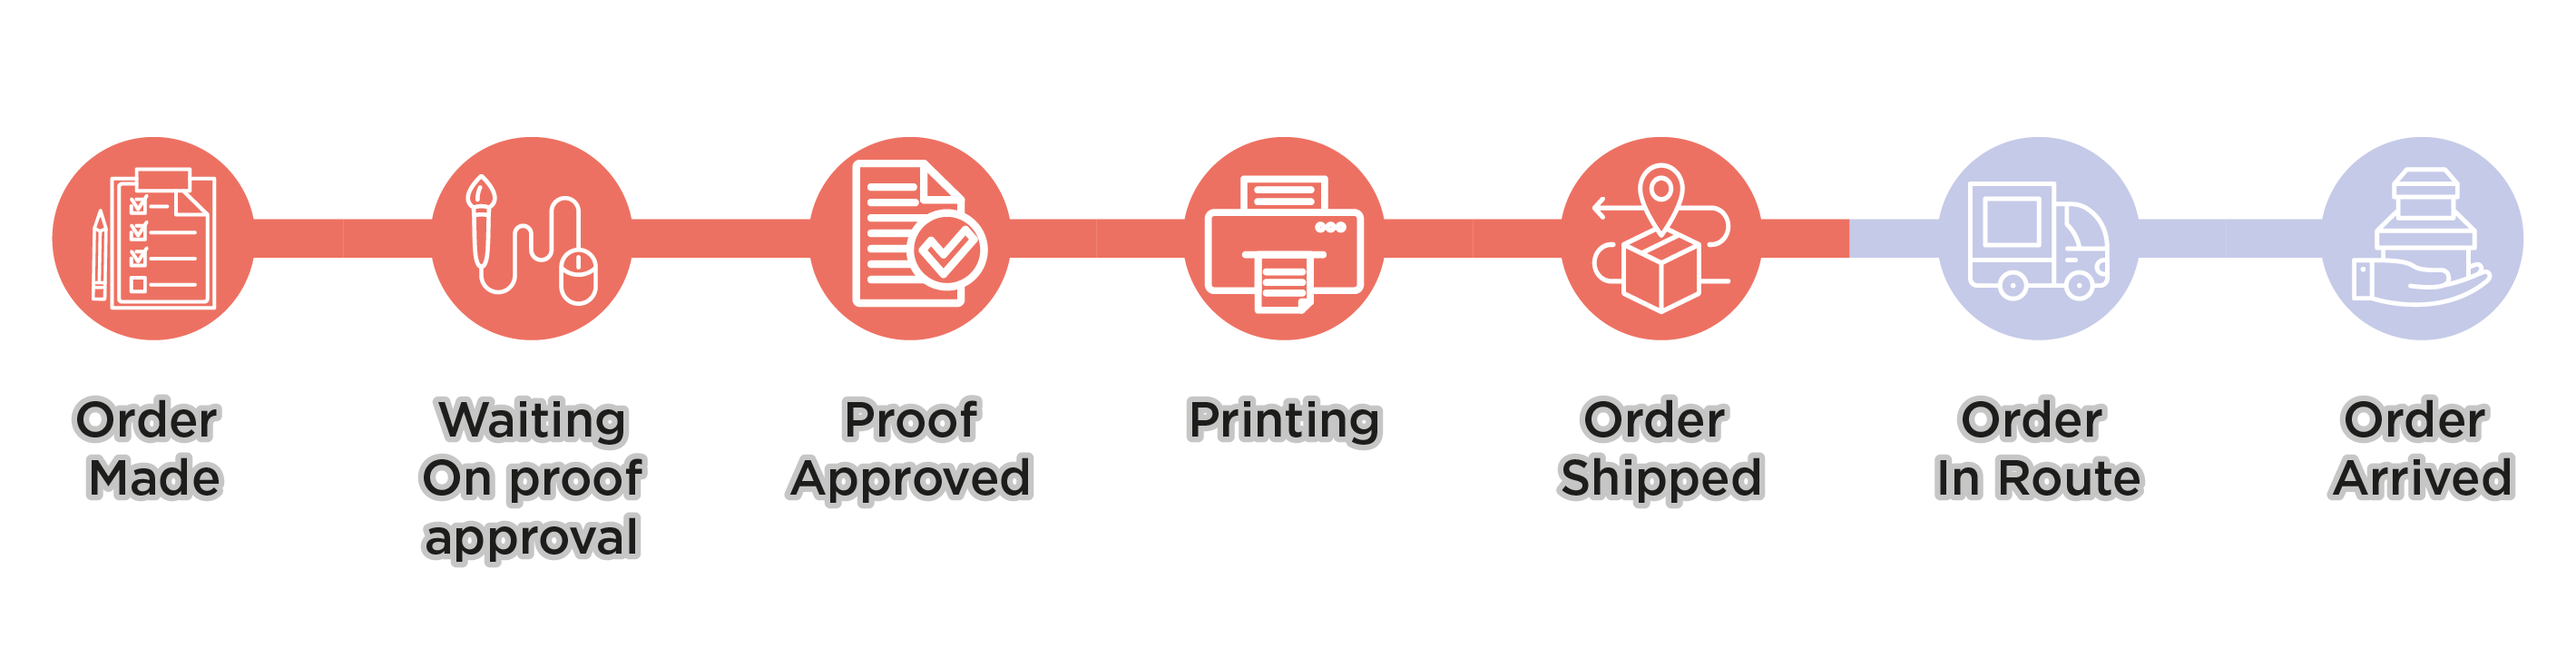 Order
Made
Waiting
On proof
approval
Proof
Approved
Printing
Order
Shipped
Order
In Route
Order
Arrived